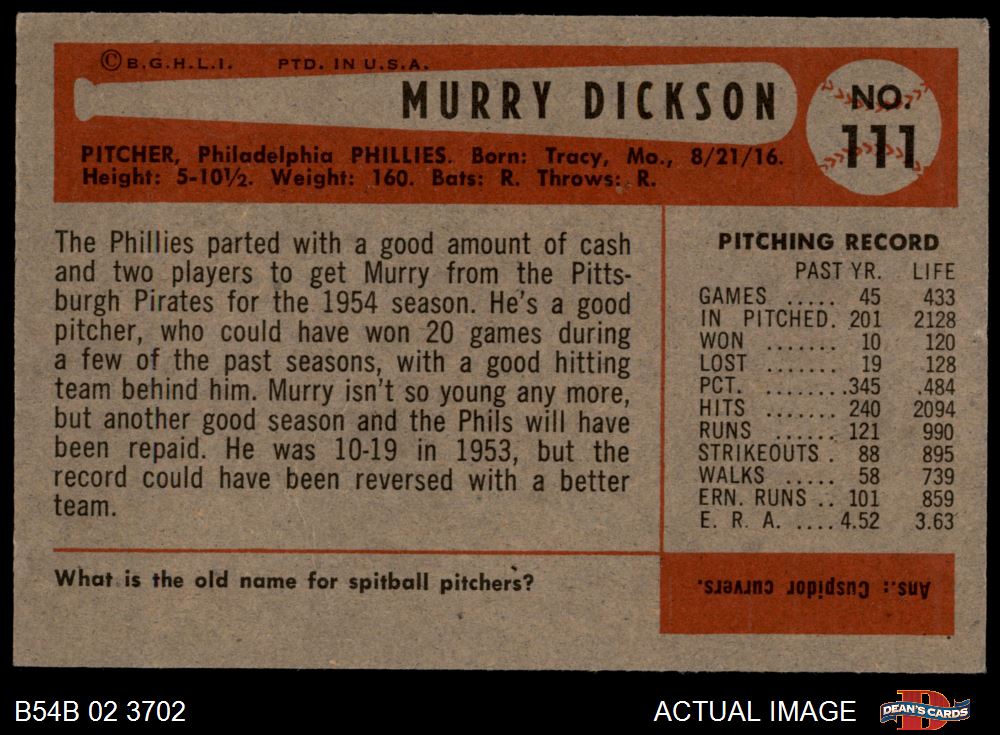 © B.G.H.L.I. PTD. IN U.S.A.
MURRY DICKSON
NO. 111
PITCHER, Philadelphia PHILLIES. Born: Tracy, Mo., 8/21/16.
Height: 5-10½. Weight: 160. Bats: R. Throws: R.
The Phillies parted with a good amount of cash
and two players to get Murry from the Pitts-
burgh Pirates for the 1954 season. He's a good
pitcher, who could have won 20 games during
a few of the past seasons, with a good hitting
team behind him. Murry isn't so young any more,
but another good season and the Phils will have
been repaid. He was 10-19 in 1953, but the
record could have been reversed with a better
team.
PITCHING RECORD
PAST YR. LIFE
GAMES ..... 45 433
IN PITCHED. 201 2128
WON ....... 10 120
LOST ....... 19 128
PCT. ....... .345 .484
HITS ....... 240 2094
RUNS ...... 121 990
STRIKEOUTS . 88 895
WALKS ..... 58 739
ERN. RUNS .. 101 859
E. R. A. .... 4.52 3.63
What is the old name for spitball pitchers?
Ans.: Cuspidor curvers.
B54B 02 3702
ACTUAL IMAGE
DEAN'S CARDS